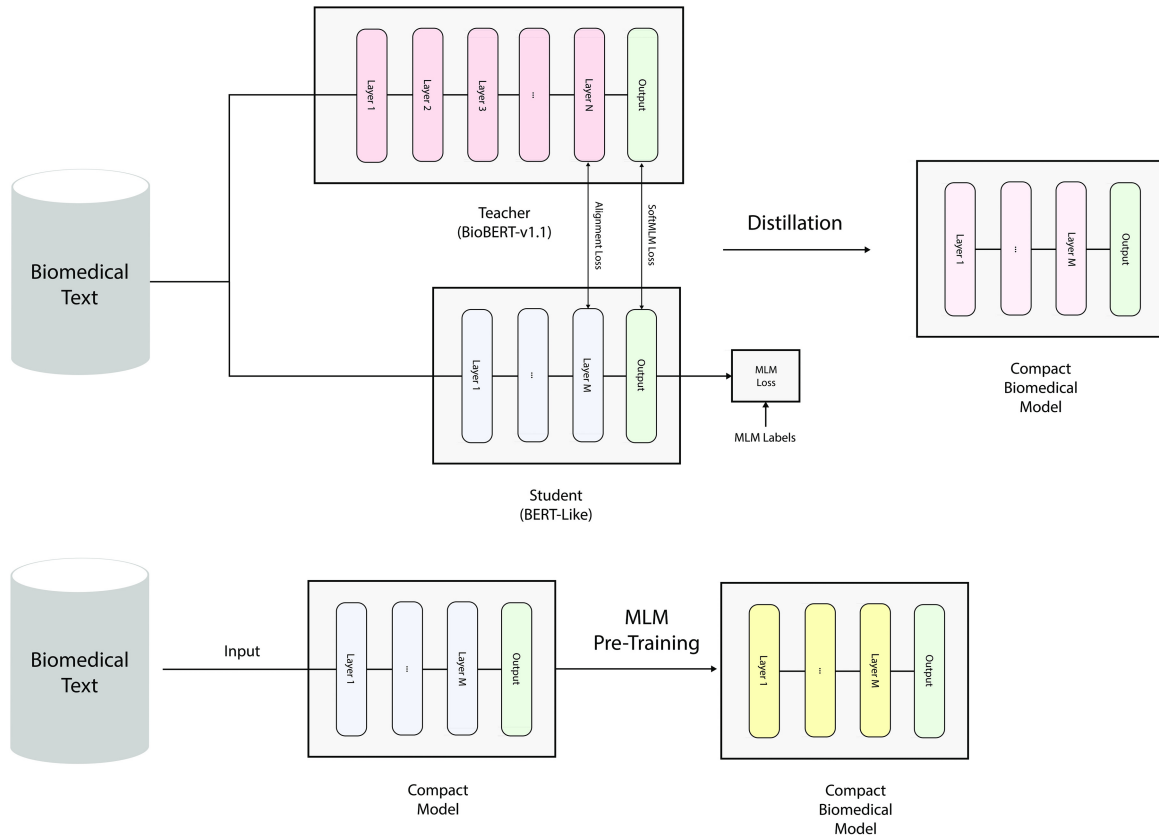 Layer 1
Layer 2
Layer 3
...
Layer N
Output
Teacher
(BioBERT-v1.1)
Alignment Loss
SoftMLM Loss
Biomedical
Text
Distillation
Layer 1
...
Layer M
Output
Compact
Biomedical
Model
Layer 1
...
Layer M
Output
MLM
Loss
MLM Labels
Student
(BERT-Like)
Biomedical
Text
Input
Layer 1
...
Layer M
Output
Compact
Model
MLM
Pre-Training
Layer 1
...
Layer M
Output
Compact
Biomedical
Model